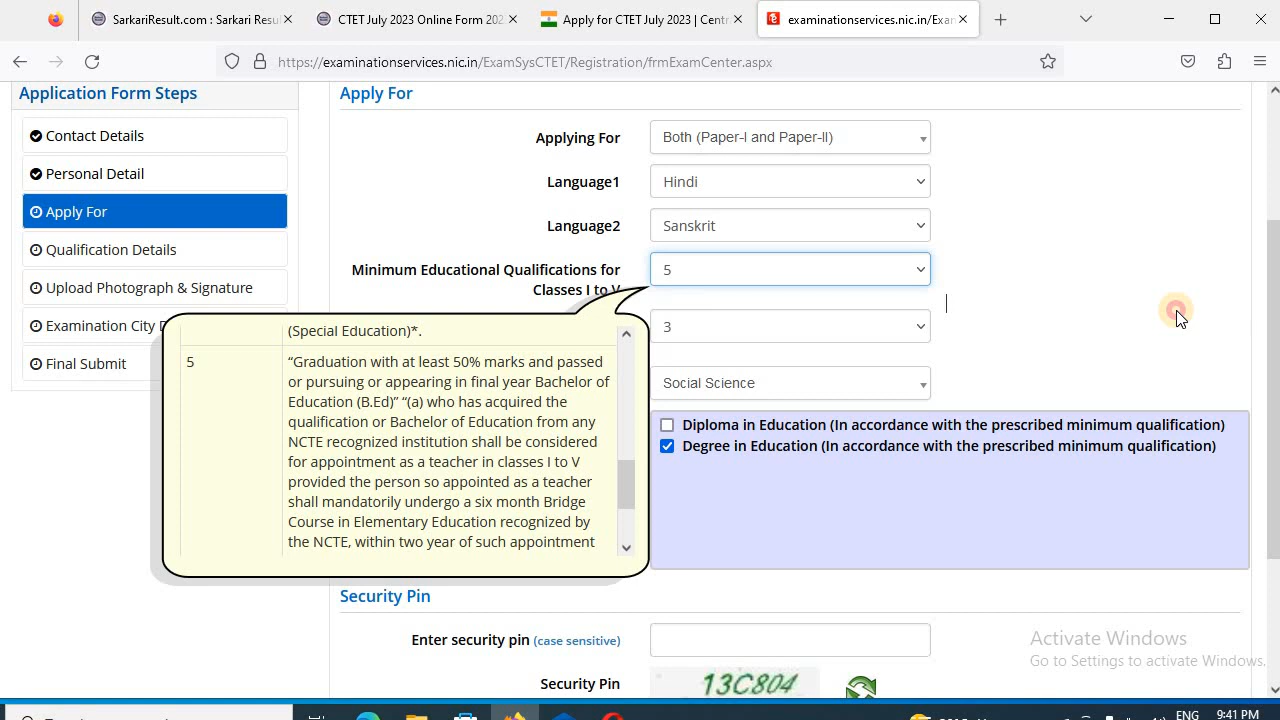 SarkariResult.com : Sarkari Resu
CTET July 2023 Online Form 202
Apply for CTET July 2023 | Cent
examinationservices.nic.in/Exam
https://examinationservices.nic.in/ExamSysCTET/Registration/frmExamCenter.aspx
Application Form Steps
Contact Details
Personal Detail
Apply For
Qualification Details
Upload Photograph & Signature
Examination City D
Final Submit
Apply For
Applying For
Both (Paper-I and Paper-II)
Language1
Hindi
Language2
Sanskrit
Minimum Educational Qualifications for
Classes I to V
5
3
Social Science
(Special Education)*.
5
“Graduation with at least 50% marks and passed
or pursuing or appearing in final year Bachelor of
Education (B.Ed)” “(a) who has acquired the
qualification or Bachelor of Education from any
NCTE recognized institution shall be considered
for appointment as a teacher in classes I to V
provided the person so appointed as a teacher
shall mandatorily undergo a six month Bridge
Course in Elementary Education recognized by
the NCTE, within two year of such appointment
Diploma in Education (In accordance with the prescribed minimum qualification)
Degree in Education (In accordance with the prescribed minimum qualification)
Security Pin
Enter security pin (case sensitive)
Security Pin
13C804
Activate Windows
Go to Settings to activate Windows.
ENG
9:41 PM